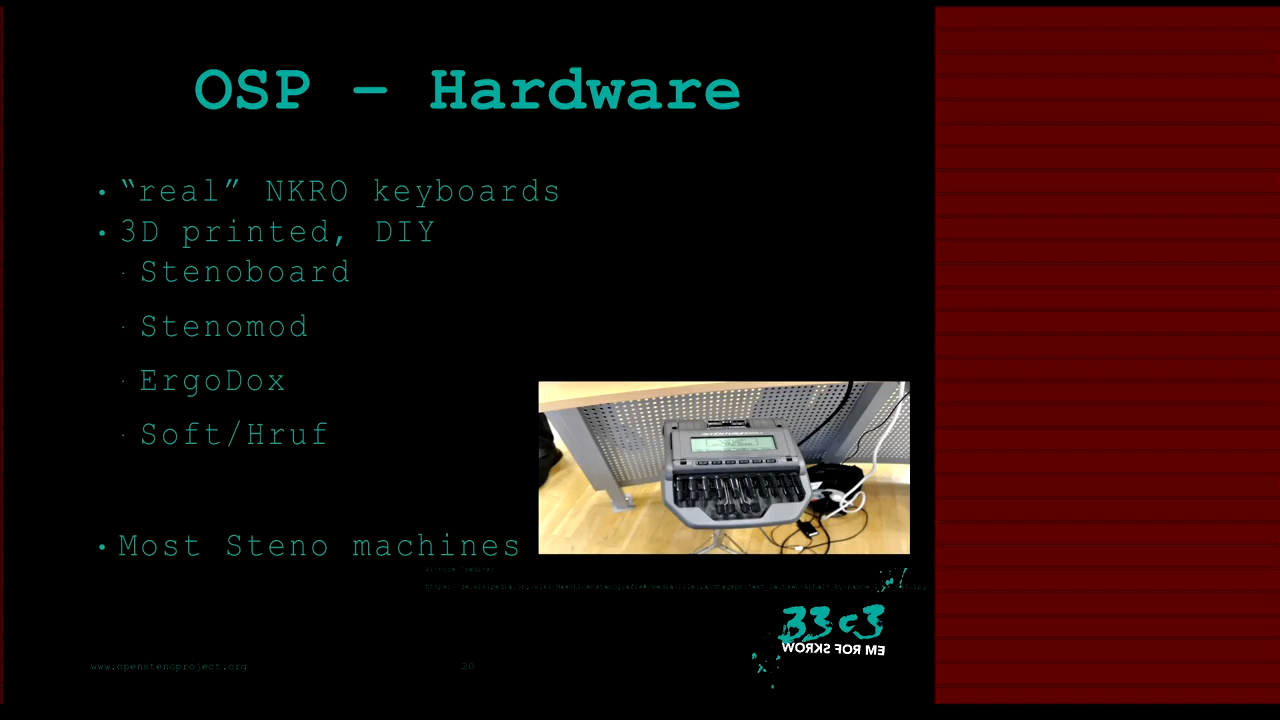 OSP – Hardware
“real” NKRO keyboards
3D printed, DIY
Stenoboard
Stenomod
ErgoDox
Soft/Hruf
Most Steno machines
33c3
WORKS FOR ME
www.openstenoproject.org
20